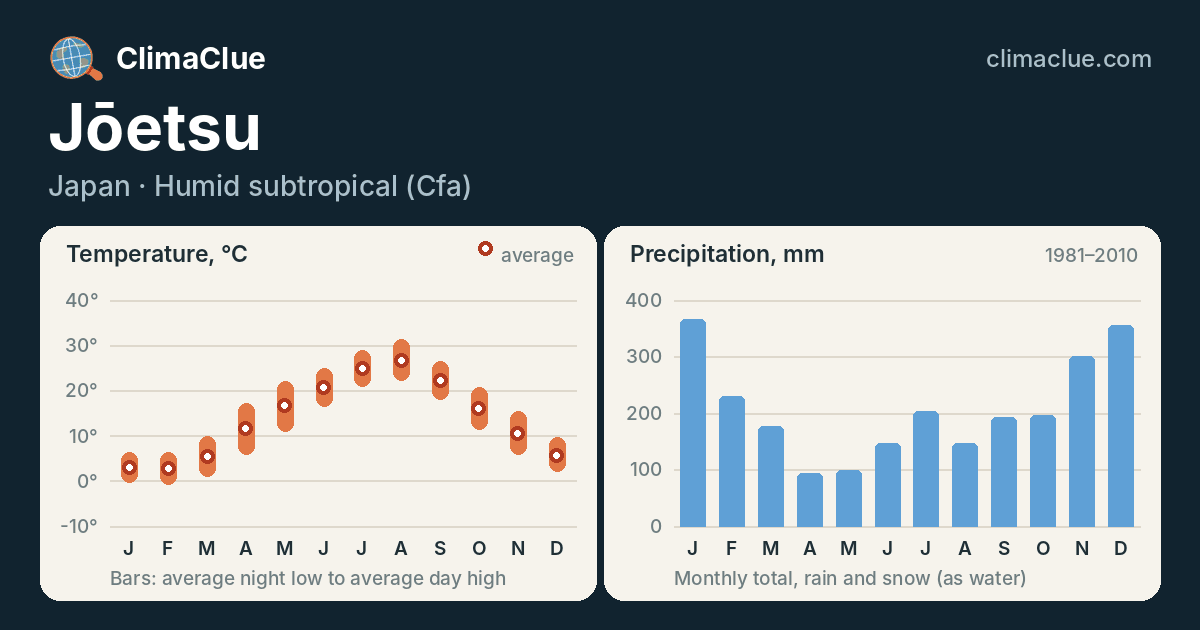 ClimaClue
climaclue.com
Jōetsu
Japan · Humid subtropical (Cfa)
Temperature, °C
average
40°
30°
20°
10°
0°
-10°
J F M A M J J A S O N D
Bars: average night low to average day high
Precipitation, mm
1981–2010
400
300
200
100
0
J F M A M J J A S O N D
Monthly total, rain and snow (as water)